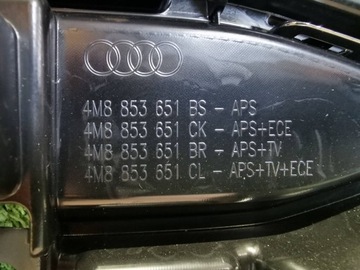 4M8 853 651 BS - APS
4M8 853 651 CK - APS+ECE
4M8 853 651 BR - APS+TV
4M8 853 651 CL - APS+TV+ECE